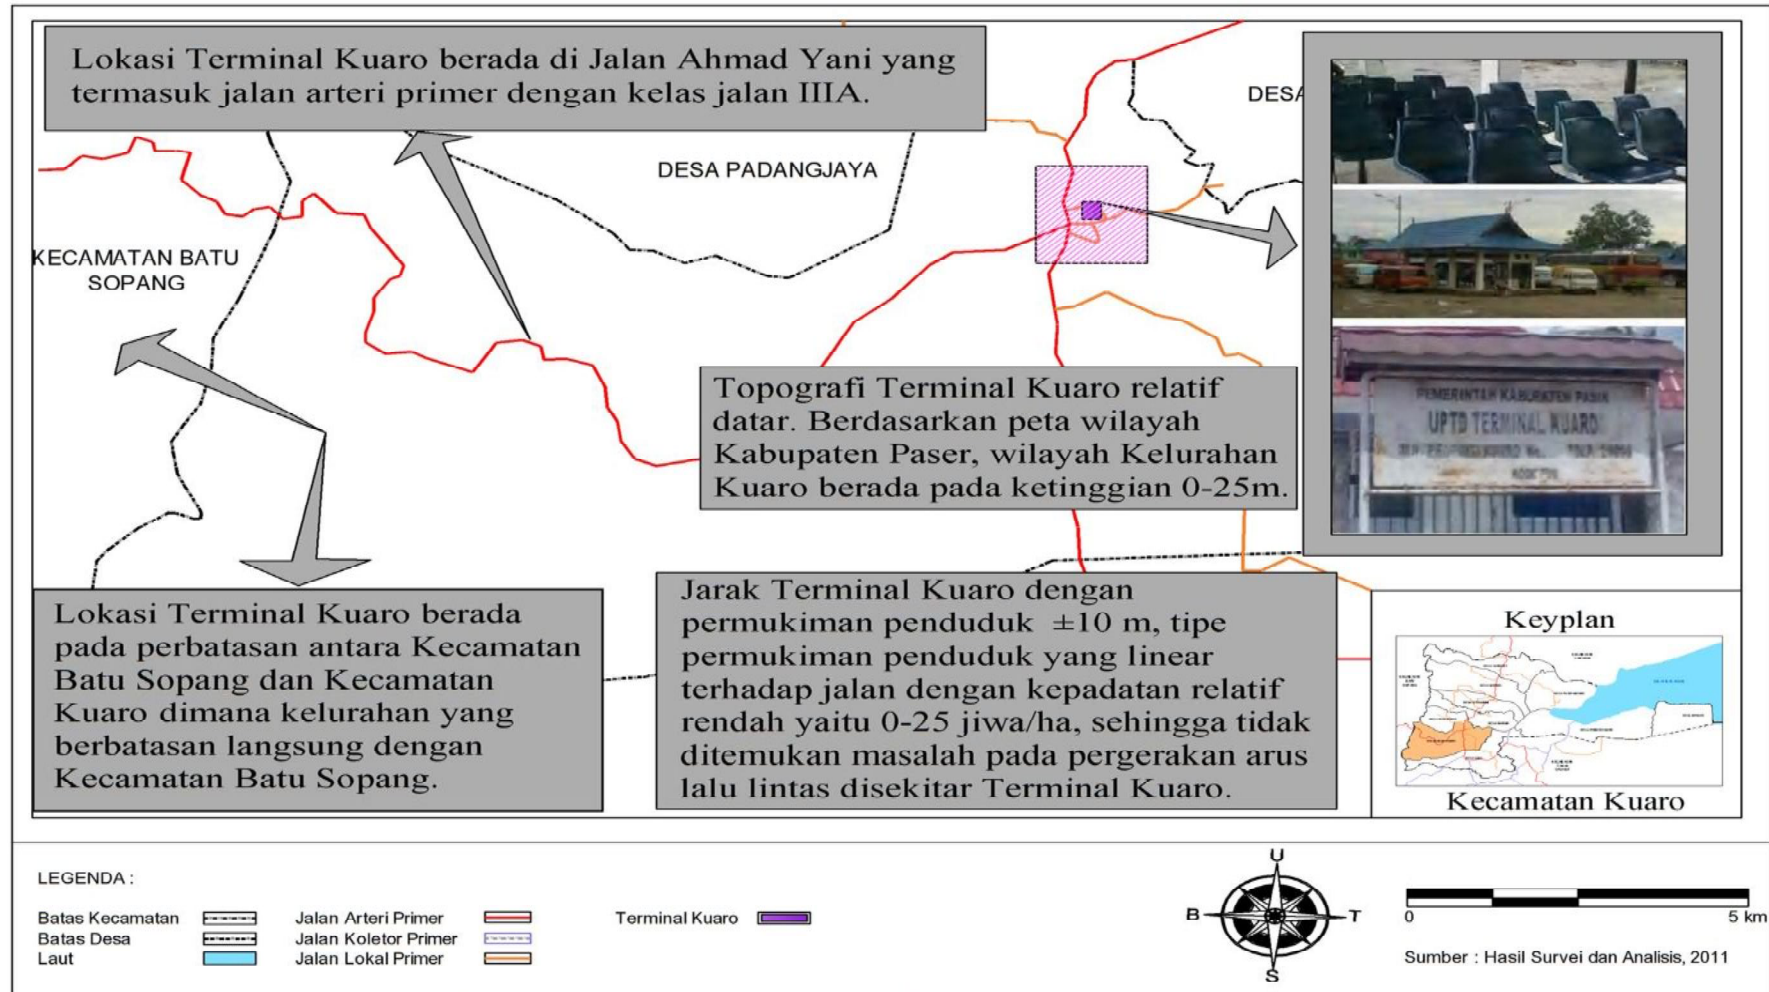 Lokasi Terminal Kuaro berada di Jalan Ahmad Yani yang
termasuk jalan arteri primer dengan kelas jalan IIIA.
DESA
DESA PADANGJAYA
KECAMATAN BATU
SOPANG
Topografi Terminal Kuaro relatif
datar. Berdasarkan peta wilayah
Kabupaten Paser, wilayah Kelurahan
Kuaro berada pada ketinggian 0-25m.
PEMERINTAH KABUPATEN PASIR
UPTD TERMINAL KUARO
Lokasi Terminal Kuaro berada
pada perbatasan antara Kecamatan
Batu Sopang dan Kecamatan
Kuaro dimana kelurahan yang
berbatasan langsung dengan
Kecamatan Batu Sopang.
Jarak Terminal Kuaro dengan
permukiman penduduk ±10 m, tipe
permukiman penduduk yang linear
terhadap jalan dengan kepadatan relatif
rendah yaitu 0-25 jiwa/ha, sehingga tidak
ditemukan masalah pada pergerakan arus
lalu lintas disekitar Terminal Kuaro.
Keyplan
Kecamatan Kuaro
LEGENDA :
Batas Kecamatan
Batas Desa
Laut
Jalan Arteri Primer
Jalan Koletor Primer
Jalan Lokal Primer
Terminal Kuaro
U
B
T
S
0
5 km
Sumber : Hasil Survei dan Analisis, 2011